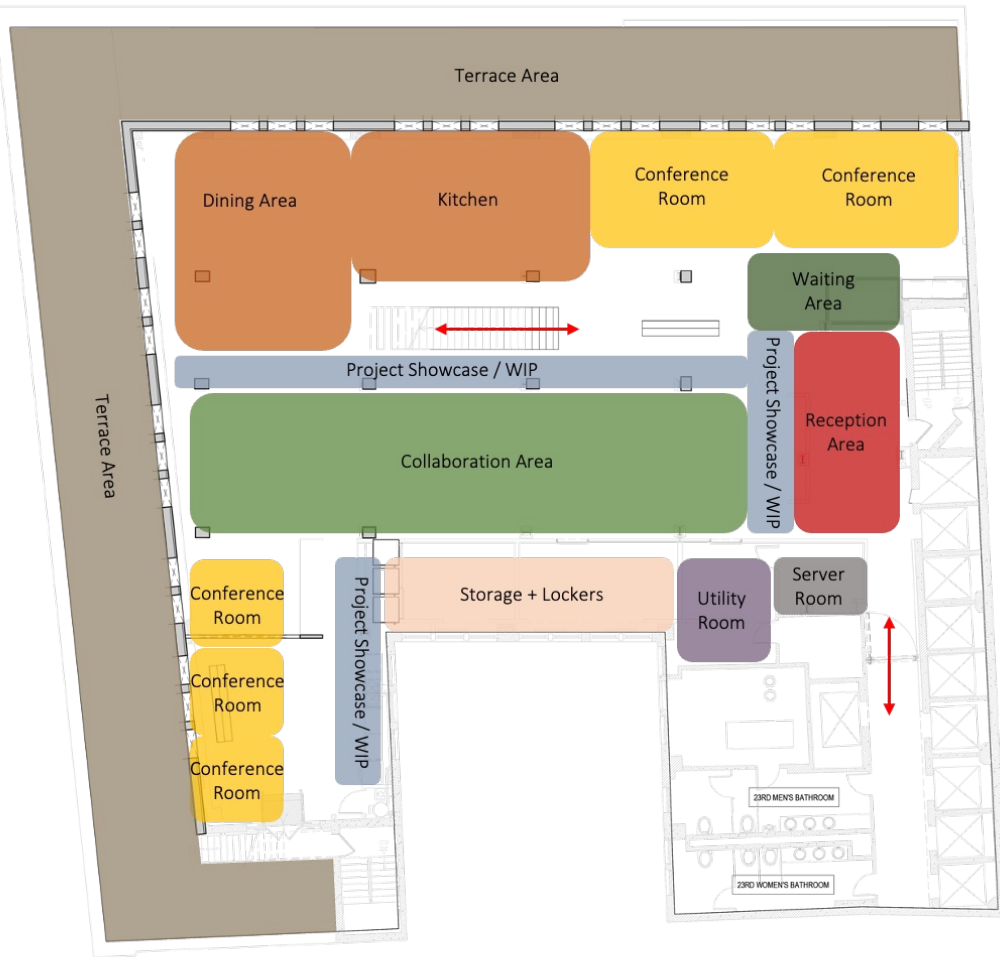 Terrace Area
Dining Area
Kitchen
Conference
Room
Conference
Room
Waiting
Area
Project Showcase / WIP
Project Showcase / WIP
Reception
Area
Terrace Area
Collaboration Area
Conference
Room
Project Showcase / WIP
Storage + Lockers
Utility
Room
Server
Room
Conference
Room
Conference
Room
23RD MEN'S BATHROOM
23RD WOMEN'S BATHROOM